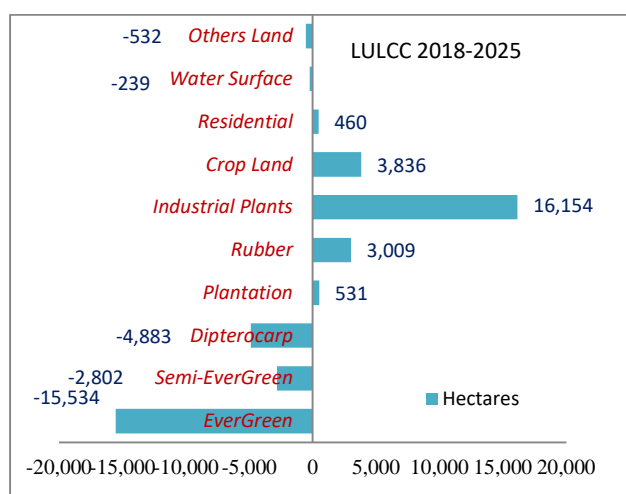 LULCC 2018-2025
-532 Others Land
-239 Water Surface
Residential 460
Crop Land 3,836
Industrial Plants 16,154
Rubber 3,009
Plantation 531
-4,883 Dipterocarp
-2,802 Semi-EverGreen
-15,534 EverGreen
Hectares
-20,000 -15,000 -10,000 -5,000 0 5,000 10,000 15,000 20,000